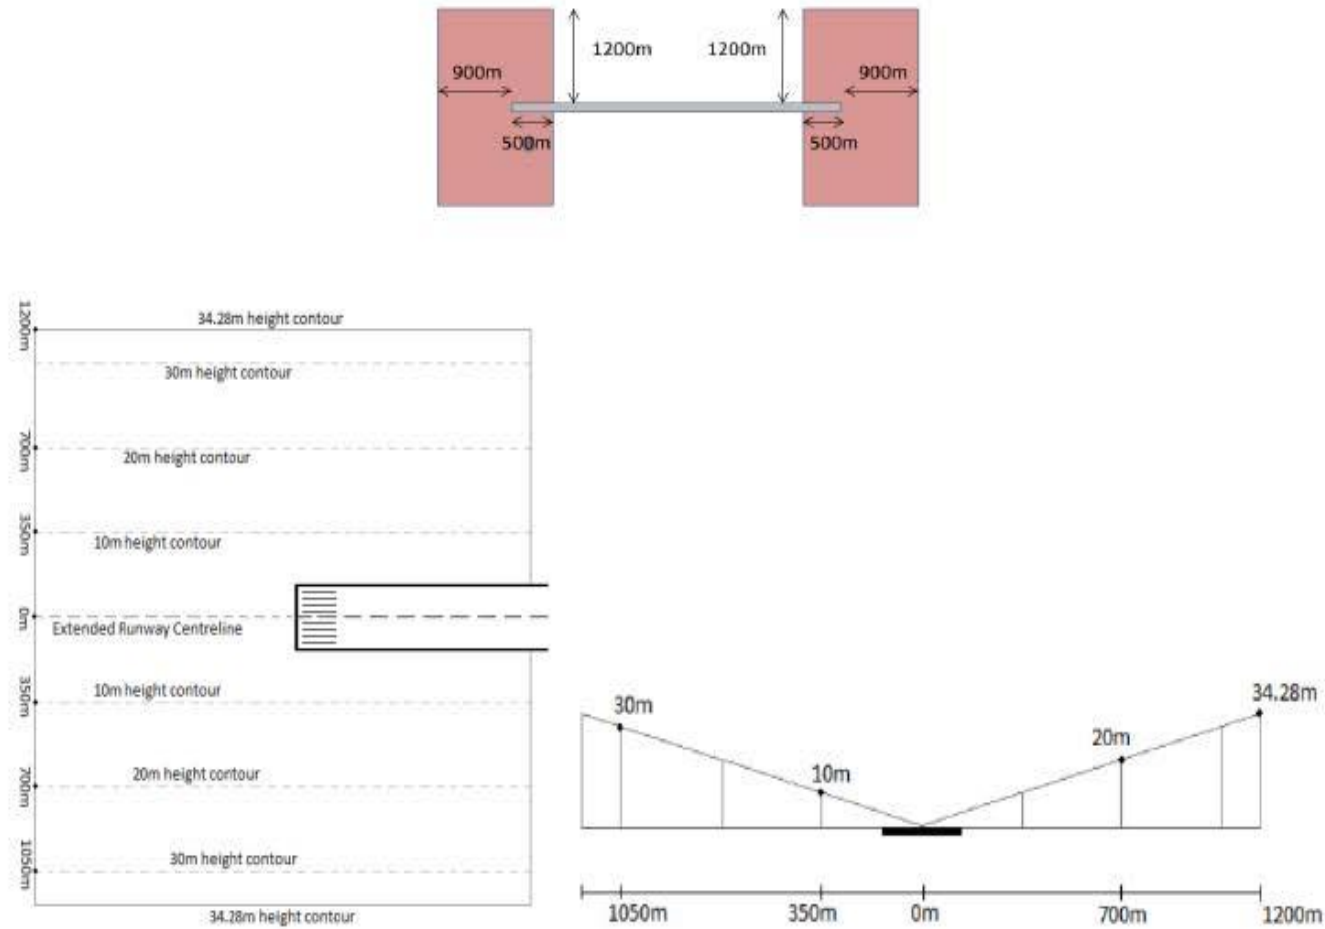 1200m
1200m
900m
900m
500m
500m
1200m
34.28m height contour
30m height contour
700m
20m height contour
350m
10m height contour
0m
Extended Runway Centreline
350m
10m height contour
700m
20m height contour
1050m
30m height contour
34.28m height contour
30m
10m
20m
34.28m
1050m
350m
0m
700m
1200m